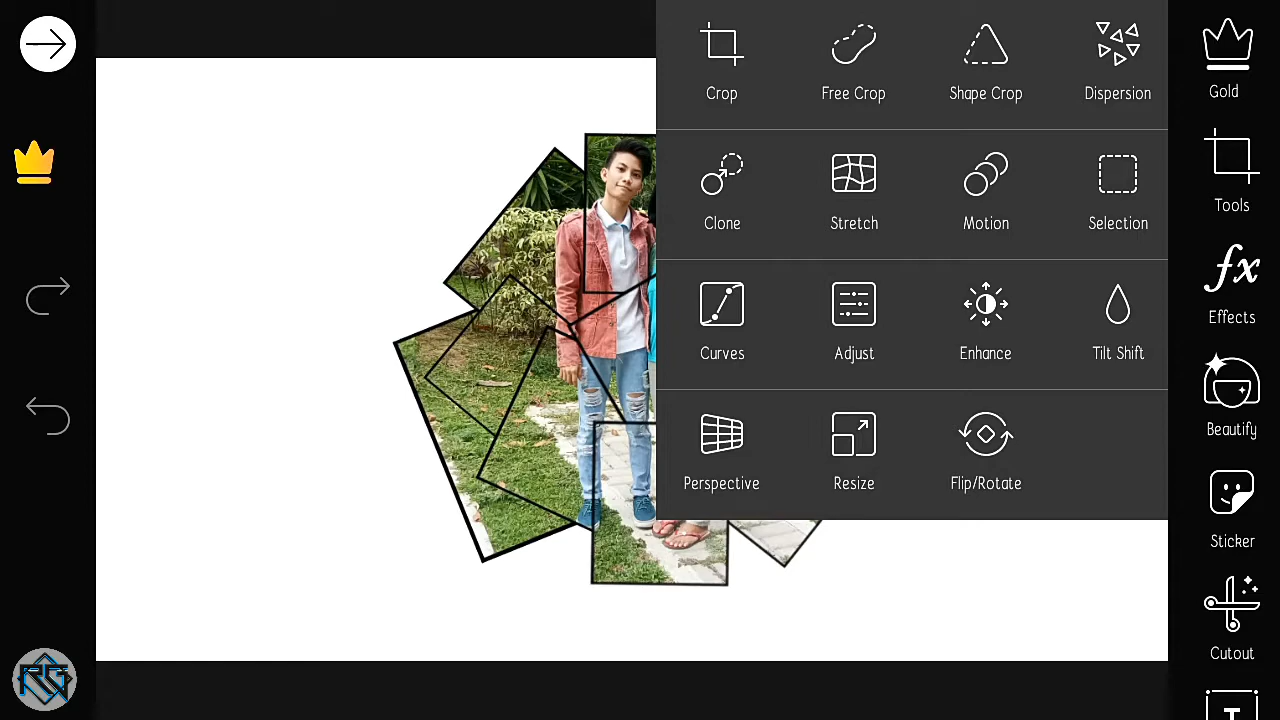 Crop
Free Crop
Shape Crop
Dispersion
Gold
Clone
Stretch
Motion
Selection
Tools
Curves
Adjust
Enhance
Tilt Shift
fx
Effects
Perspective
Resize
Flip/Rotate
Beautify
Sticker
Cutout
T